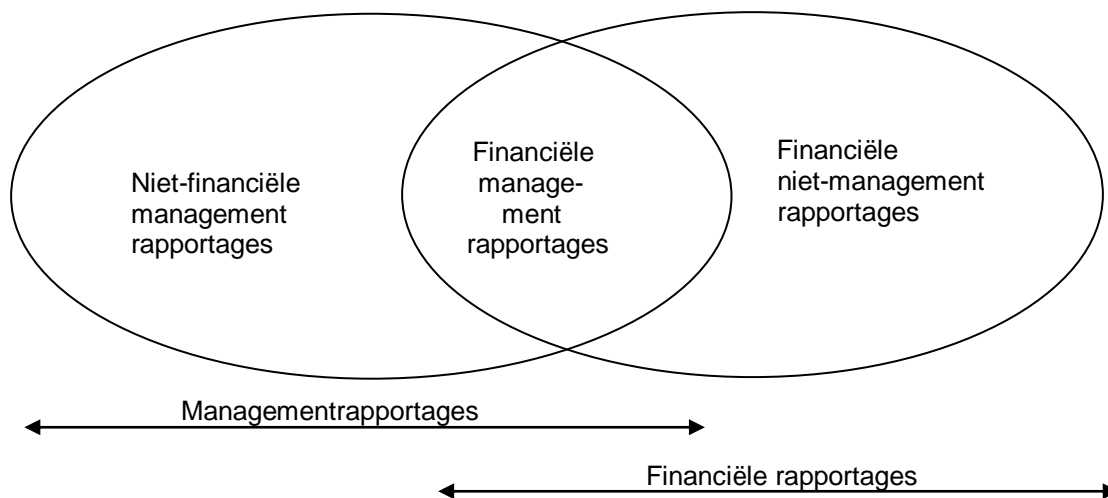 Niet-financiële
management
rapportages
Financiële
manage-
ment
rapportages
Financiële
niet-management
rapportages
Managementrapportages
Financiële rapportages